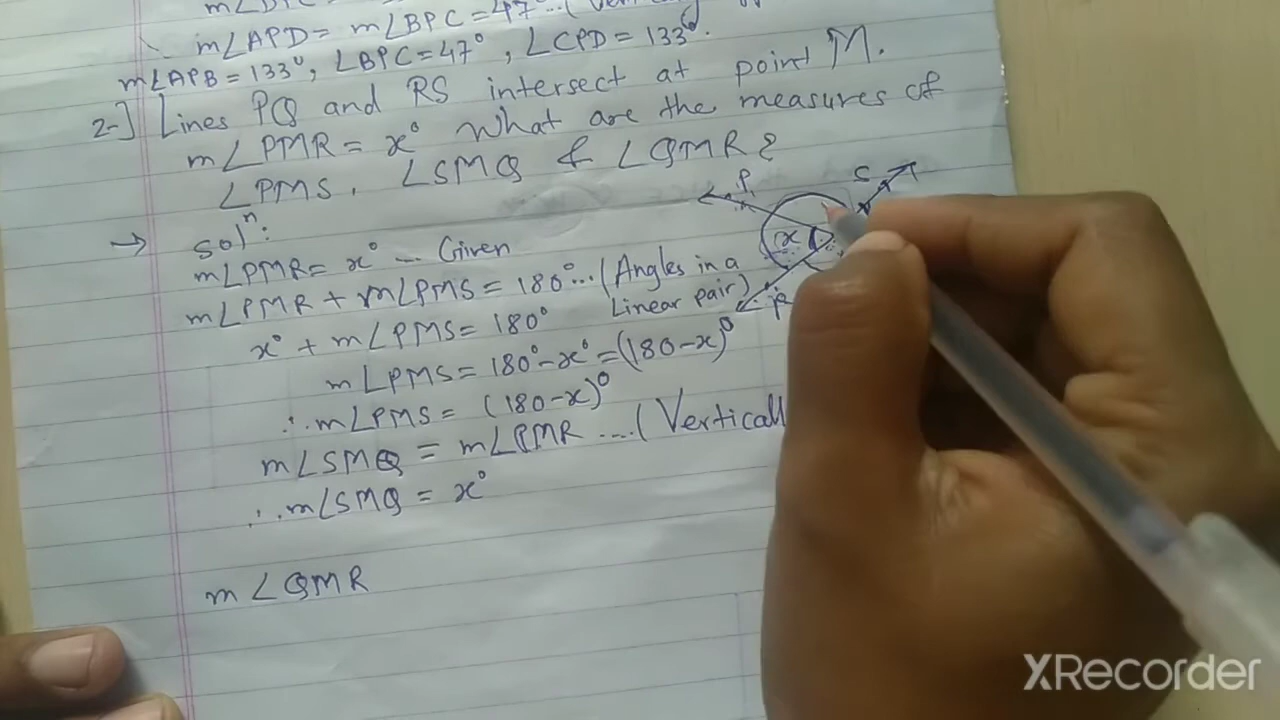 m∠APD = m∠BPC = 47°
m∠APB = 133°, ∠BPC = 47°, ∠CPD = 133°.
2-] Lines PQ and RS intersect at point M.
m∠PMR = x° What are the measures of
∠PMS, ∠SMQ & ∠QMR?
→ solⁿ:
m∠PMR = x° ... Given
m∠PMR + m∠PMS = 180° ... (Angles in a
Linear pair)
x° + m∠PMS = 180°
m∠PMS = 180° - x° = (180-x)°
∴ m∠PMS = (180-x)°
m∠SMQ = m∠PMR ... (Verticall
∴ m∠SMQ = x°
m∠QMR
P
S
x
R
XRecorder